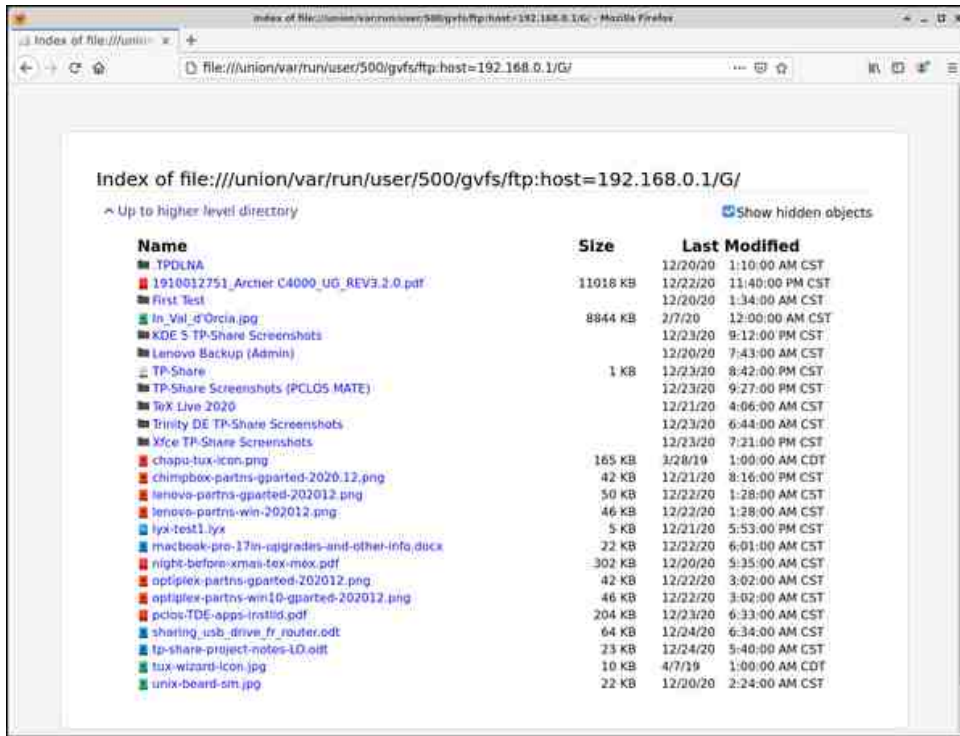 Index of file:///union/var/run/user/500/gvfs/ftp:host=192.168.0.1/G/ - Mozilla Firefox
Index of file:///union
file:///union/var/run/user/500/gvfs/ftp:host=192.168.0.1/G/
Index of file:///union/var/run/user/500/gvfs/ftp:host=192.168.0.1/G/
Up to higher level directory Show hidden objects
Name Size Last Modified
.TPDLNA 12/20/20 1:10:00 AM CST
1910012751_Archer C4000_UG_REV3.2.0.pdf 11018 KB 12/22/20 11:40:00 PM CST
First Test 12/20/20 1:34:00 AM CST
In_Val_d'Orcia.jpg 8844 KB 2/7/20 12:00:00 AM CST
KDE 5 TP-Share Screenshots 12/23/20 9:12:00 PM CST
Lenovo Backup (Admin) 12/20/20 7:43:00 AM CST
TP-Share 1 KB 12/23/20 8:42:00 PM CST
TP-Share Screenshots (PCLOS MATE) 12/23/20 9:27:00 PM CST
TeX Live 2020 12/21/20 4:06:00 AM CST
Trinity DE TP-Share Screenshots 12/23/20 6:44:00 AM CST
Xfce TP-Share Screenshots 12/23/20 7:21:00 PM CST
chapu-tux-icon.png 165 KB 3/28/19 1:00:00 AM CDT
chimpbox-partns-gparted-2020.12.png 42 KB 12/21/20 8:16:00 PM CST
lenovo-partns-gparted-202012.png 50 KB 12/22/20 1:28:00 AM CST
lenovo-partns-win-202012.png 46 KB 12/22/20 1:28:00 AM CST
lyx-test1.lyx 5 KB 12/21/20 5:53:00 PM CST
macbook-pro-17in-upgrades-and-other-info.docx 22 KB 12/22/20 6:01:00 AM CST
night-before-xmas-tex-mex.pdf 302 KB 12/20/20 5:35:00 AM CST
optiplex-partns-gparted-202012.png 42 KB 12/22/20 3:02:00 AM CST
optiplex-partns-win10-gparted-202012.png 46 KB 12/22/20 3:02:00 AM CST
pclos-TDE-apps-instlld.pdf 204 KB 12/23/20 6:33:00 AM CST
sharing_usb_drive_fr_router.odt 64 KB 12/24/20 6:34:00 AM CST
tp-share-project-notes-LO.odt 23 KB 12/24/20 5:40:00 AM CST
tux-wizard-icon.jpg 10 KB 4/7/19 1:00:00 AM CDT
unix-beard-sm.jpg 22 KB 12/20/20 2:24:00 AM CST